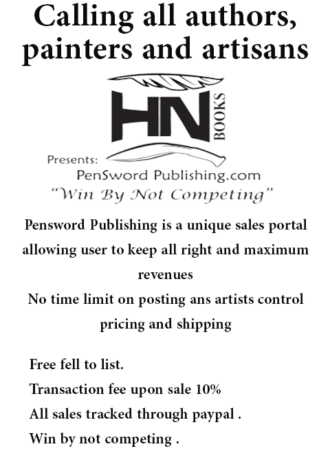 Calling all authors,
painters and artisans
HN
BOOKS
Presents:
PenSword Publishing.com
"Win By Not Competing"
Pensword Publishing is a unique sales portal
allowing user to keep all right and maximum
revenues
No time limit on posting ans artists control
pricing and shipping
Free fell to list.
Transaction fee upon sale 10%
All sales tracked through paypal .
Win by not competing .